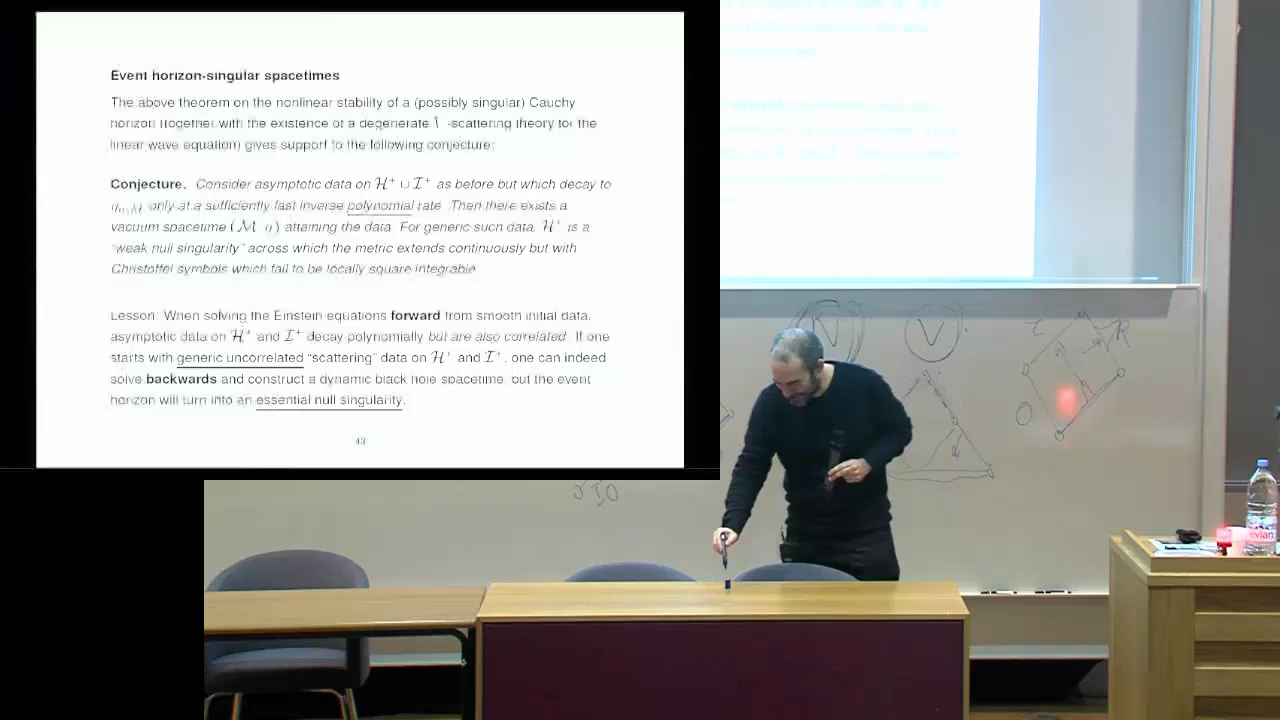 Event horizon-singular spacetimes
The above theorem on the nonlinear stability of a (possibly singular) Cauchy
horizon (together with the existence of a degenerate T-scattering theory for the
linear wave equation) gives support to the following conjecture:
Conjecture. Consider asymptotic data on H⁺ ∪ I⁺ as before but which decay to
g_{a,M} only at a sufficiently fast inverse polynomial rate. Then there exists a
vacuum spacetime (M, g) attaining the data. For generic such data, H⁺ is a
“weak null singularity” across which the metric extends continuously but with
Christoffel symbols which fail to be locally square integrable.
Lesson: When solving the Einstein equations forward from smooth initial data,
asymptotic data on H⁺ and I⁺ decay polynomially but are also correlated. If one
starts with generic uncorrelated “scattering” data on H⁺ and I⁺, one can indeed
solve backwards and construct a dynamic black hole spacetime, but the event
horizon will turn into an essential null singularity.
43
N
V
R
evian